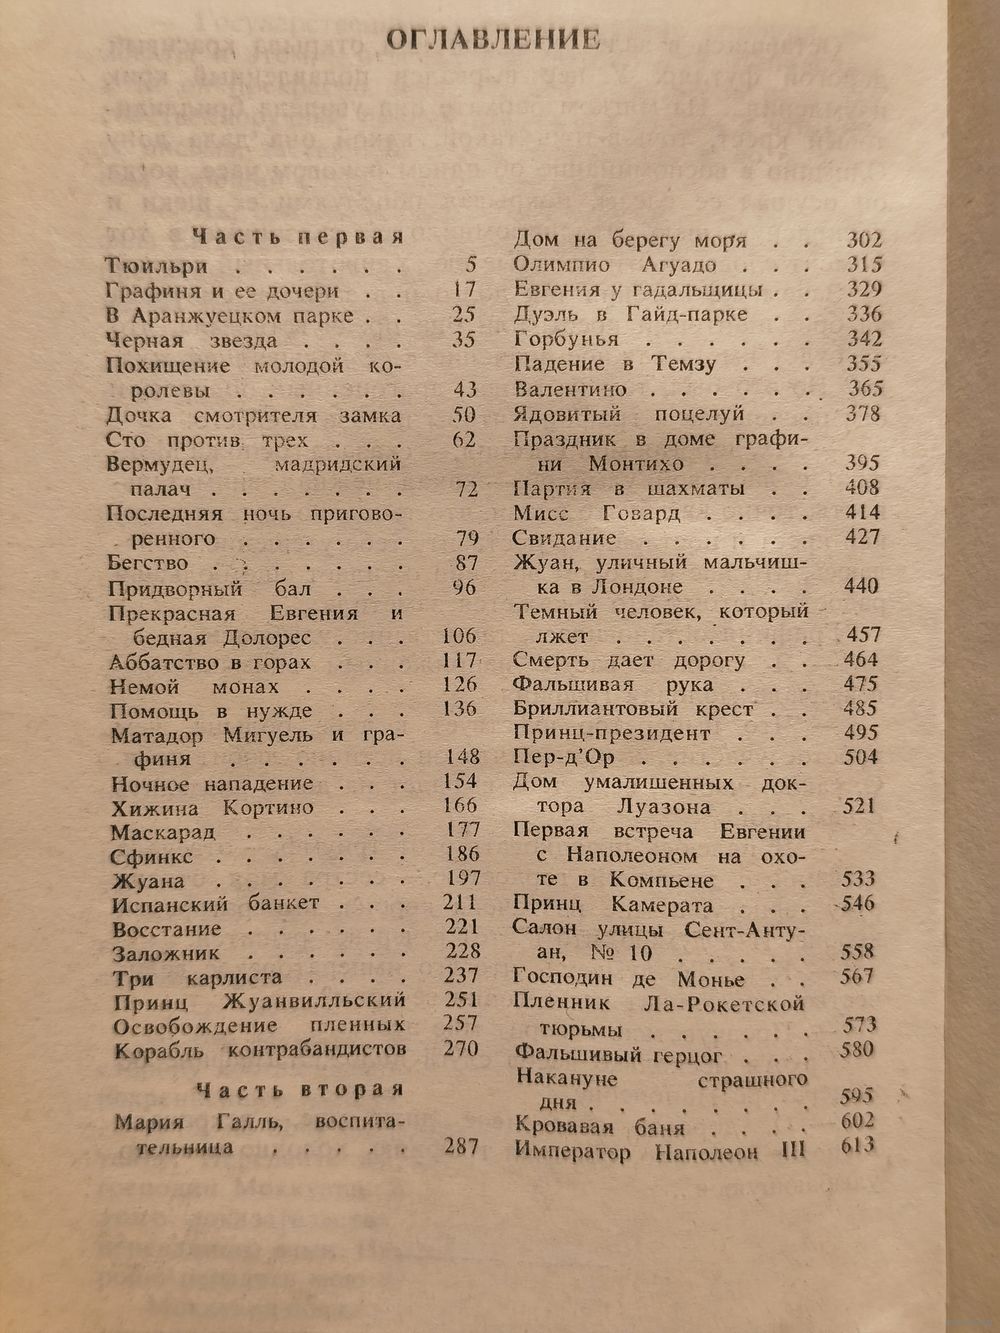 ОГЛАВЛЕНИЕ
Часть первая
Тюильри . . . . . . 5
Графиня и ее дочери . . 17
В Аранжуецком парке . . 25
Черная звезда . . . . 35
Похищение молодой ко-
ролевы . . . . . . 43
Дочка смотрителя замка 50
Сто против трех . . . 62
Вермудец, мадридский
палач . . . . . . . 72
Последняя ночь пригово-
ренного . . . . . . 79
Бегство . . . . . . . 87
Придворный бал . . . 96
Прекрасная Евгения и
бедная Долорес . . . 106
Аббатство в горах . . . 117
Немой монах . . . . 126
Помощь в нужде . . . 136
Матадор Мигуель и гра-
финя . . . . . . 148
Ночное нападение . . . 154
Хижина Кортино . . . 166
Маскарад . . . . . . 177
Сфинкс . . . . . . . 186
Жуана . . . . . . . 197
Испанский банкет . . . 211
Восстание . . . . . . 221
Заложник . . . . . . 228
Три карлиста . . . . 237
Принц Жуанвилльский 251
Освобождение пленных 257
Корабль контрабандистов 270
Часть вторая
Мария Галль, воспита-
тельница . . . . . 287
Дом на берегу моря . . 302
Олимпио Агуадо . . . 315
Евгения у гадальщицы . . 329
Дуэль в Гайд-парке . . 336
Горбунья . . . . . . 342
Падение в Темзу . . . 355
Валентино . . . . . . 365
Ядовитый поцелуй . . 378
Праздник в доме графи-
ни Монтихо . . . . 395
Партия в шахматы . . 408
Мисс Говард . . . . 414
Свидание . . . . . . 427
Жуан, уличный мальчиш-
ка в Лондоне . . . . 440
Темный человек, который
лжет . . . . . . . 457
Смерть дает дорогу . . 464
Фальшивая рука . . . 475
Бриллиантовый крест . . 485
Принц-президент . . . 495
Пер-д’Ор . . . . . . 504
Дом умалишенных док-
тора Луазона . . . 521
Первая встреча Евгении
с Наполеоном на охо-
те в Компьене . . . 533
Принц Камерата . . . 546
Салон улицы Сент-Анту-
ан, № 10 . . . . . 558
Господин де Монье . . 567
Пленник Ла-Рокетской
тюрьмы . . . . . . 573
Фальшивый герцог . . . 580
Накануне страшного
дня . . . . . . . . 595
Кровавая баня . . . . 602
Император Наполеон III 613